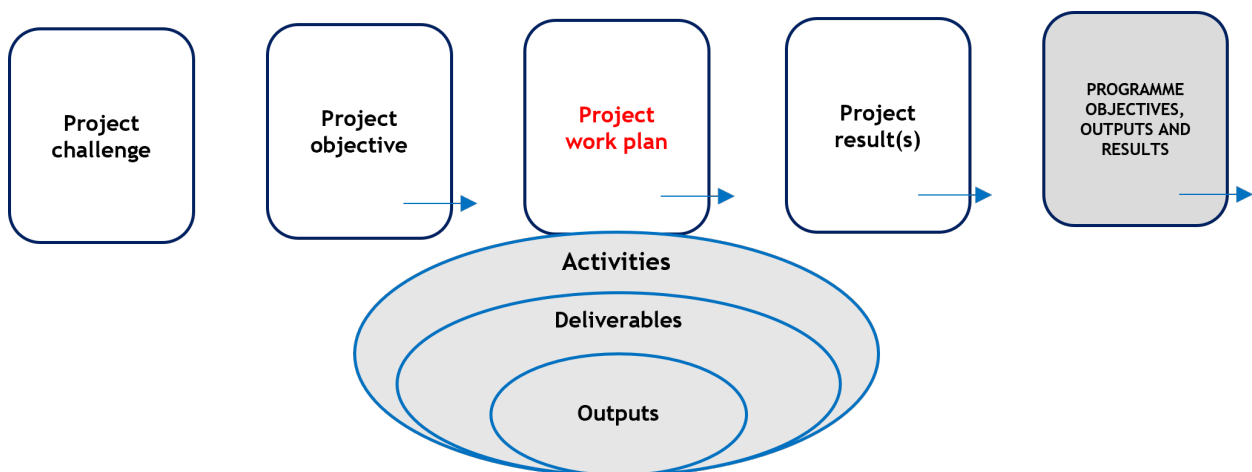 Project
challenge
Project
objective
Project
work plan
Project
result(s)
PROGRAMME
OBJECTIVES,
OUTPUTS AND
RESULTS
Activities
Deliverables
Outputs